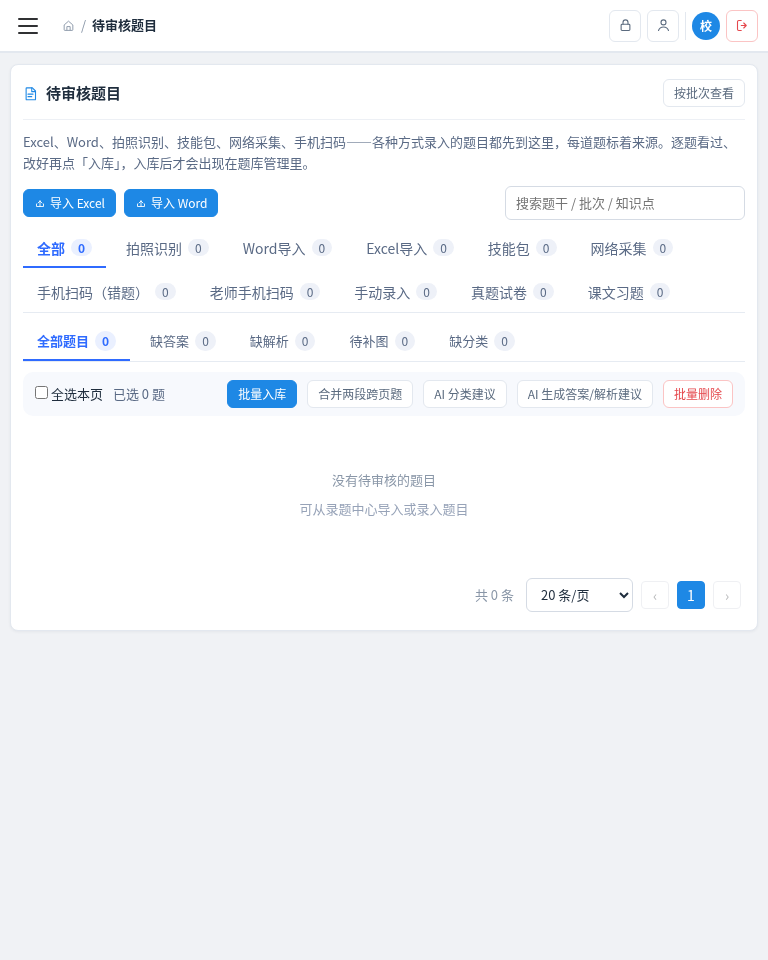 / 待审核题目
校
待审核题目
按批次查看
Excel、Word、拍照识别、技能包、网络采集、手机扫码——各种方式录入的题目都先到这里，每道题标着来源。逐题看过、
改好再点「入库」，入库后才会出现在题库管理里。
导入 Excel 导入 Word
搜索题干 / 批次 / 知识点
全部 0 拍照识别 0 Word导入 0 Excel导入 0 技能包 0 网络采集 0
手机扫码（错题） 0 老师手机扫码 0 手动录入 0 真题试卷 0 课文习题 0
全部题目 0 缺答案 0 缺解析 0 待补图 0 缺分类 0
全选本页 已选 0 题 批量入库 合并两段跨页题 AI 分类建议 AI 生成答案/解析建议 批量删除
没有待审核的题目
可从录题中心导入或录入题目
共 0 条 20 条/页 ‹ 1 ›